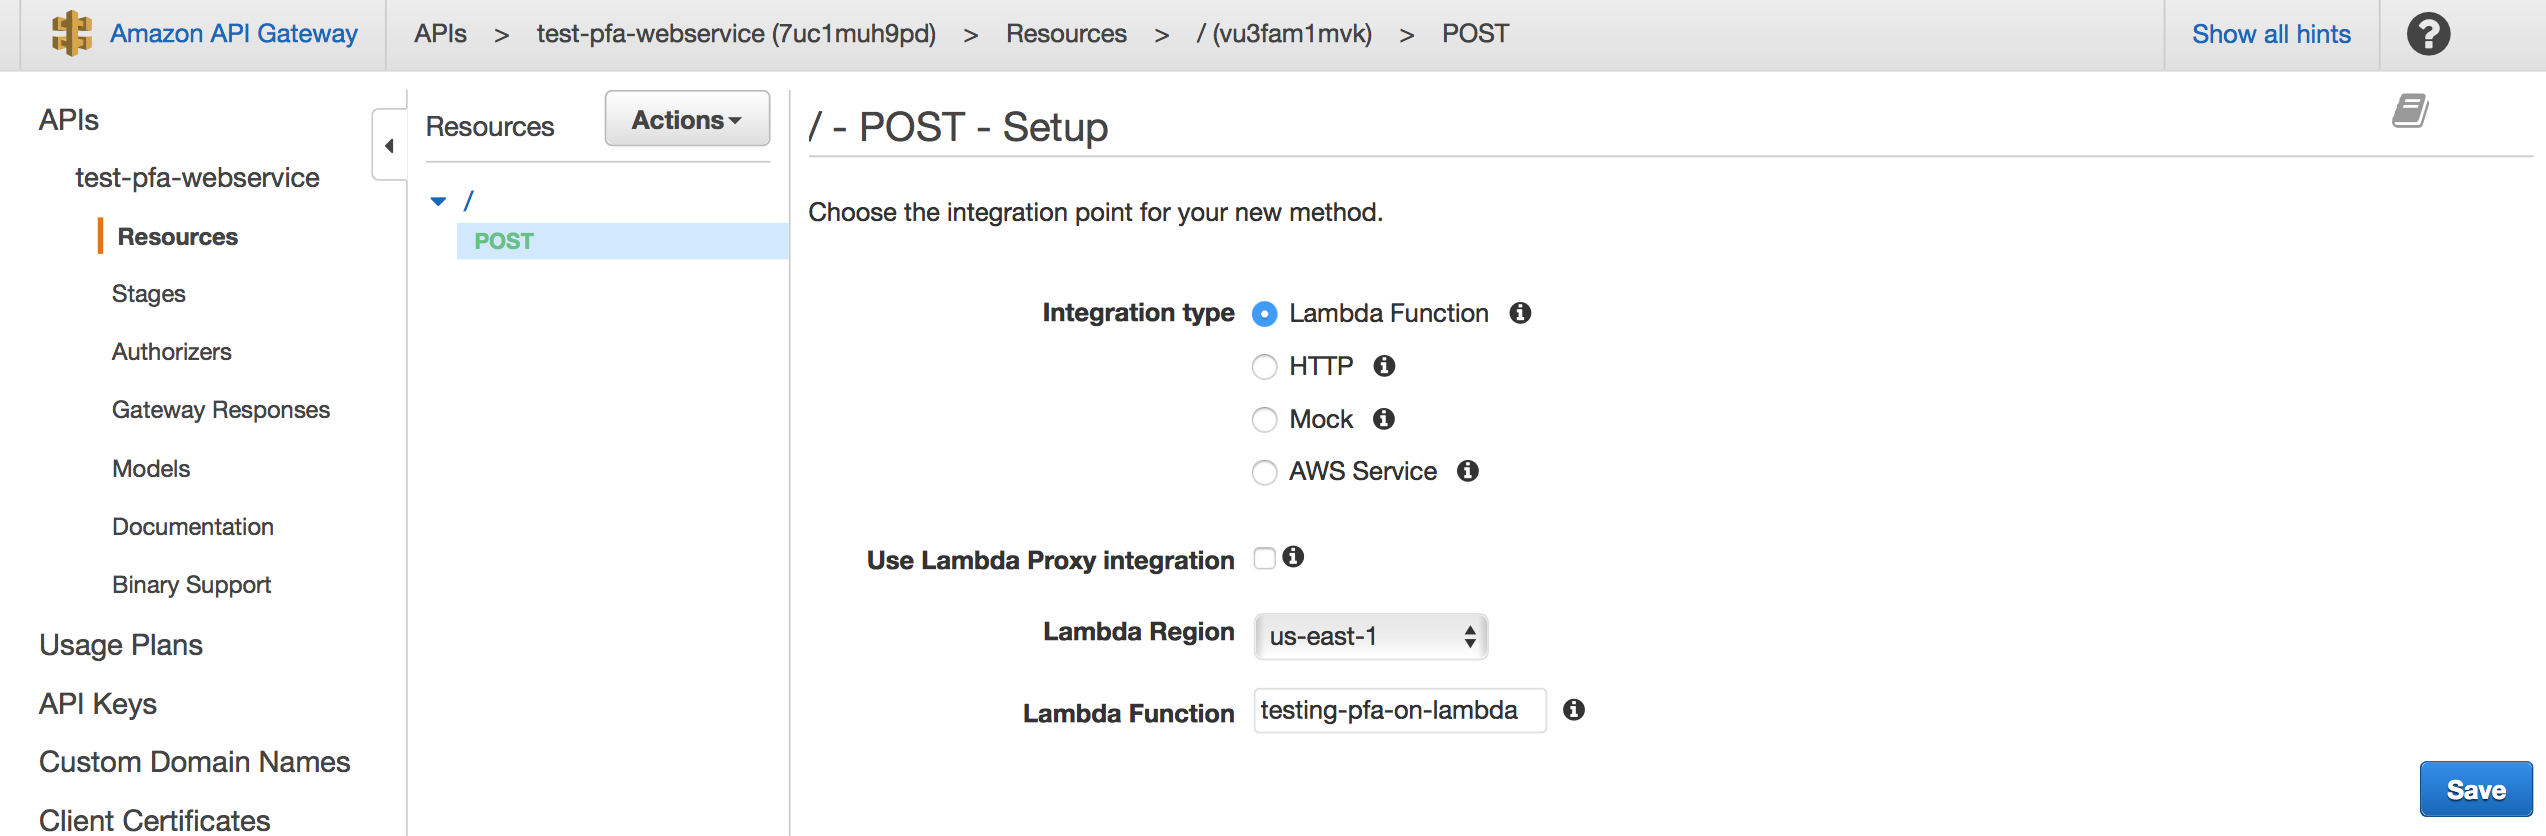 Amazon API Gateway
APIs > test-pfa-webservice (7uc1muh9pd) > Resources > / (vu3fam1mvk) > POST
Show all hints
?
APIs
test-pfa-webservice
Resources
Stages
Authorizers
Gateway Responses
Models
Documentation
Binary Support
Usage Plans
API Keys
Custom Domain Names
Client Certificates
Resources
Actions
/
POST
/ - POST - Setup
Choose the integration point for your new method.
Integration type
Lambda Function
HTTP
Mock
AWS Service
Use Lambda Proxy integration
Lambda Region us-east-1
Lambda Function testing-pfa-on-lambda
Save